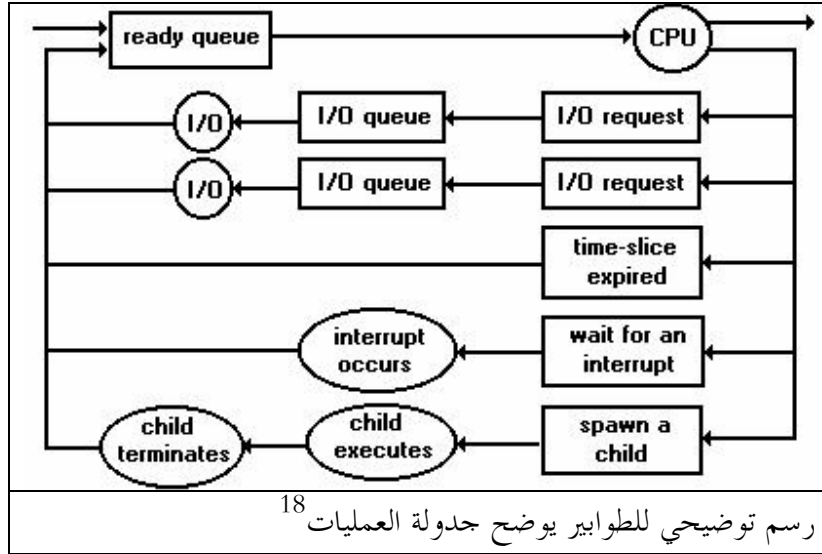 ready queue
CPU
I/O
I/O queue
I/O request
I/O
I/O queue
I/O request
time-slice
expired
interrupt
occurs
wait for an
interrupt
child
terminates
child
executes
spawn a
child
رسم توضيحي للطوابير يوضح جدولة العمليات18